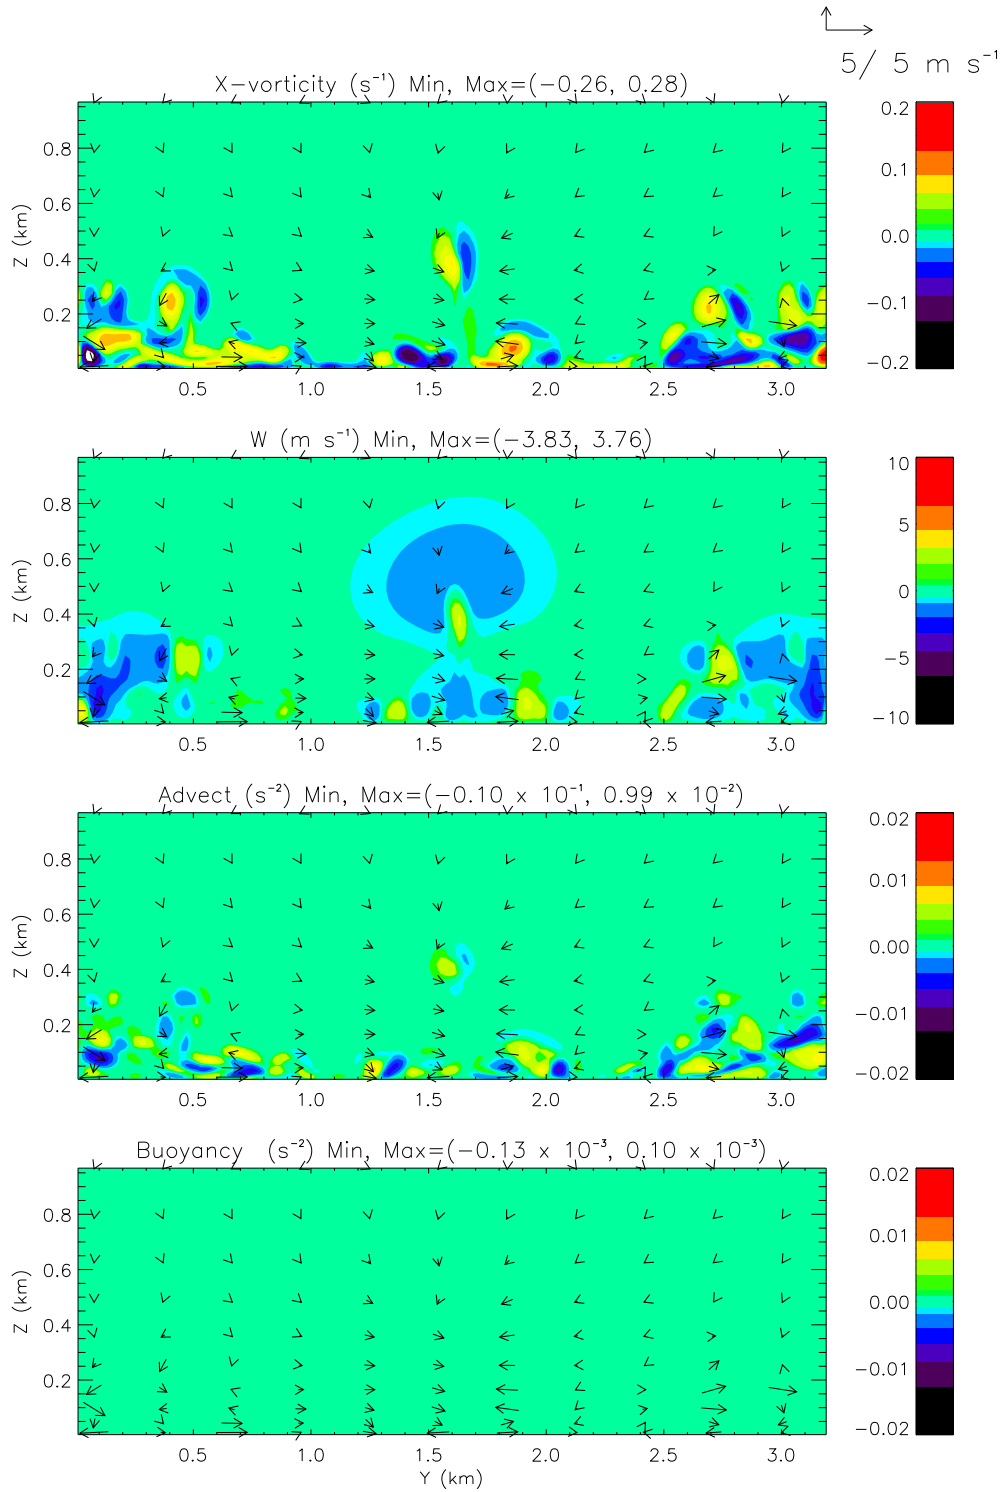 5/ 5 m s⁻¹
X-vorticity (s⁻¹) Min, Max=(-0.26, 0.28)
0.2
0.1
0.0
-0.1
-0.2
Z (km)
0.8
0.6
0.4
0.2
0.5 1.0 1.5 2.0 2.5 3.0
W (m s⁻¹) Min, Max=(-3.83, 3.76)
10
5
0
-5
-10
Z (km)
0.8
0.6
0.4
0.2
0.5 1.0 1.5 2.0 2.5 3.0
Advect (s⁻²) Min, Max=(-0.10 x 10⁻¹, 0.99 x 10⁻²)
0.02
0.01
0.00
-0.01
-0.02
Z (km)
0.8
0.6
0.4
0.2
0.5 1.0 1.5 2.0 2.5 3.0
Buoyancy (s⁻²) Min, Max=(-0.13 x 10⁻³, 0.10 x 10⁻³)
0.02
0.01
0.00
-0.01
-0.02
Z (km)
0.8
0.6
0.4
0.2
0.5 1.0 1.5 2.0 2.5 3.0
Y (km)